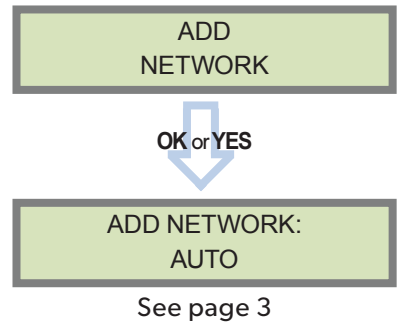 ADD
NETWORK
OK or YES
ADD NETWORK:
AUTO
See page 3